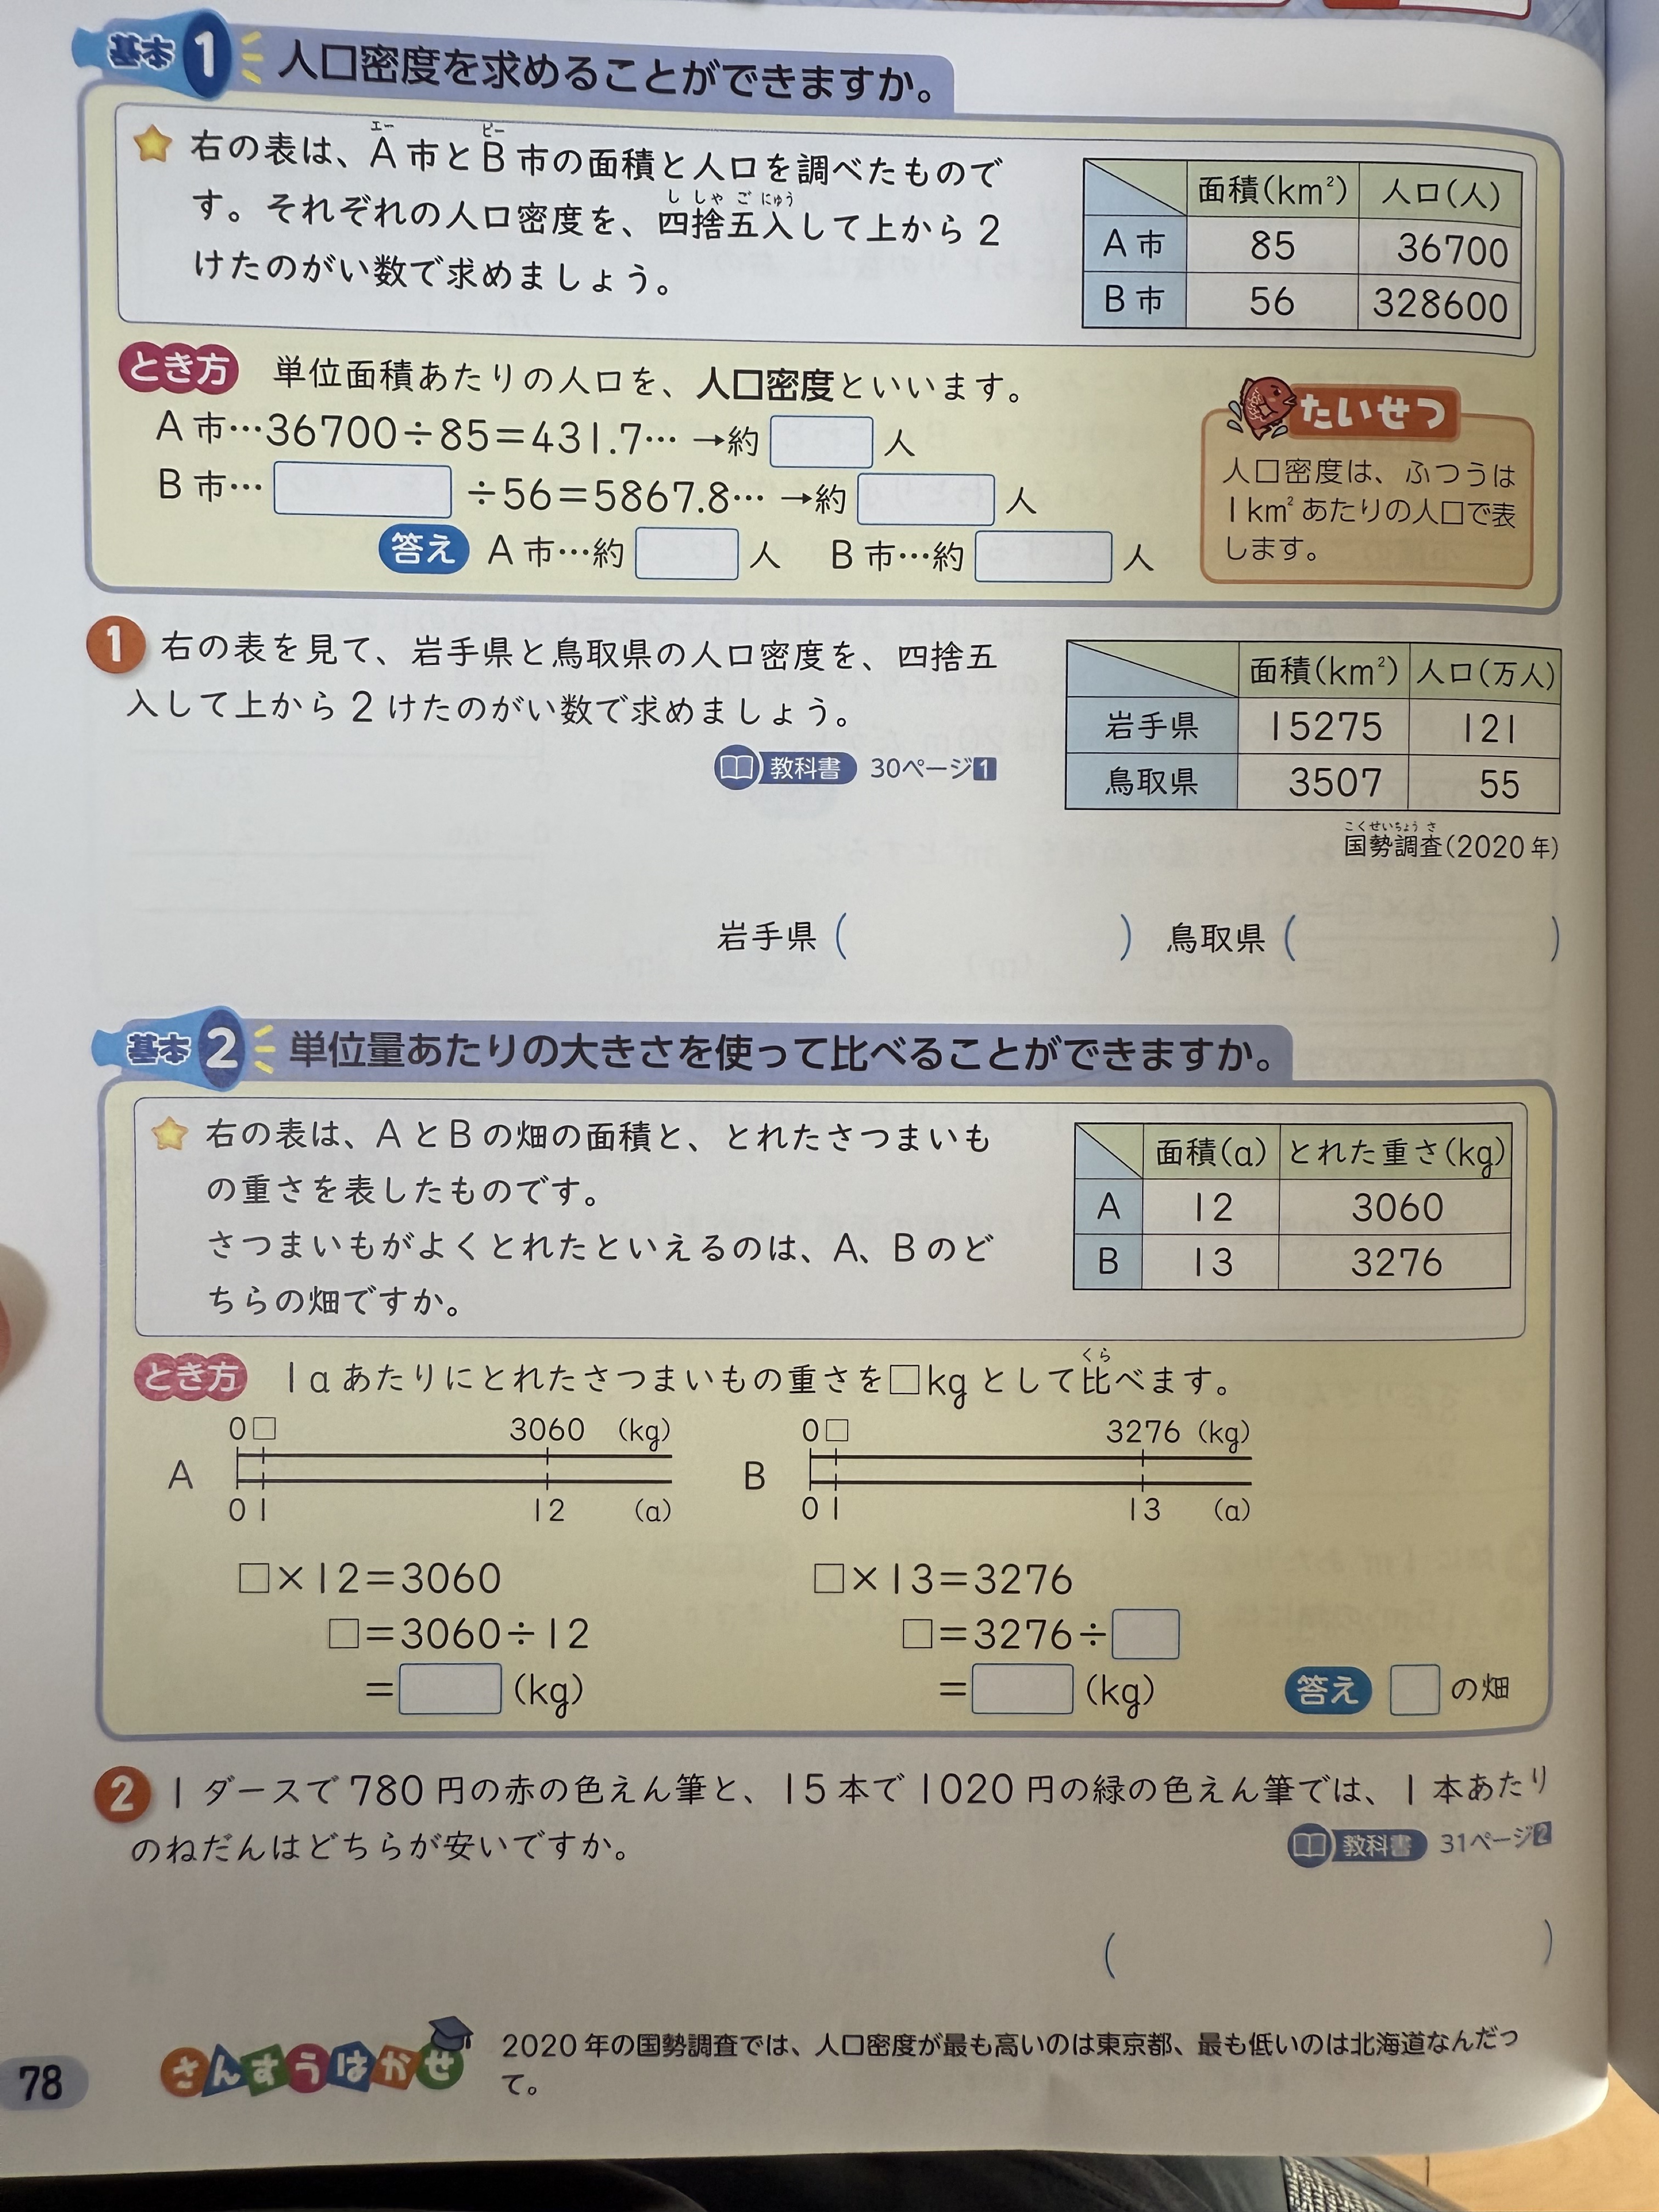 基本1 人口密度を求めることができますか。
右の表は、A市とB市の面積と人口を調べたもので
エー ビー
す。それぞれの人口密度を、四捨五入して上から2
ししゃごにゅう
けたのがい数で求めましょう。
面積(km²) 人口(人)
A市 85 36700
B市 56 328600
とき方 単位面積あたりの人口を、人口密度といいます。
A市…36700÷85=431.7… →約□人
B市…□÷56=5867.8… →約□人
答え A市…約□人 B市…約□人
たいせつ
人口密度は、ふつうは
1km²あたりの人口で表
します。
1 右の表を見て、岩手県と鳥取県の人口密度を、四捨五
入して上から2けたのがい数で求めましょう。
教科書 30ページ1
面積(km²) 人口(万人)
岩手県 15275 121
鳥取県 3507 55
こくせいちょうさ
国勢調査(2020年)
岩手県( ) 鳥取県( )
基本2 単位量あたりの大きさを使って比べることができますか。
右の表は、AとBの畑の面積と、とれたさつまいも
の重さを表したものです。
さつまいもがよくとれたといえるのは、A、Bのど
ちらの畑ですか。
面積(a) とれた重さ(kg)
A 12 3060
B 13 3276
くら
とき方 1aあたりにとれたさつまいもの重さを□kgとして比べます。
0 □ 3060 (kg)
A
0 1 12 (a)
0 □ 3276 (kg)
B
0 1 13 (a)
□×12=3060
□=3060÷12
=□(kg)
□×13=3276
□=3276÷□
=□(kg)
答え □の畑
2 1ダースで780円の赤の色えん筆と、15本で1020円の緑の色えん筆では、1本あたり
のねだんはどちらが安いですか。
教科書 31ページ2
( )
さんすうはかせ
2020年の国勢調査では、人口密度が最も高いのは東京都、最も低いのは北海道なんだっ
て。
78